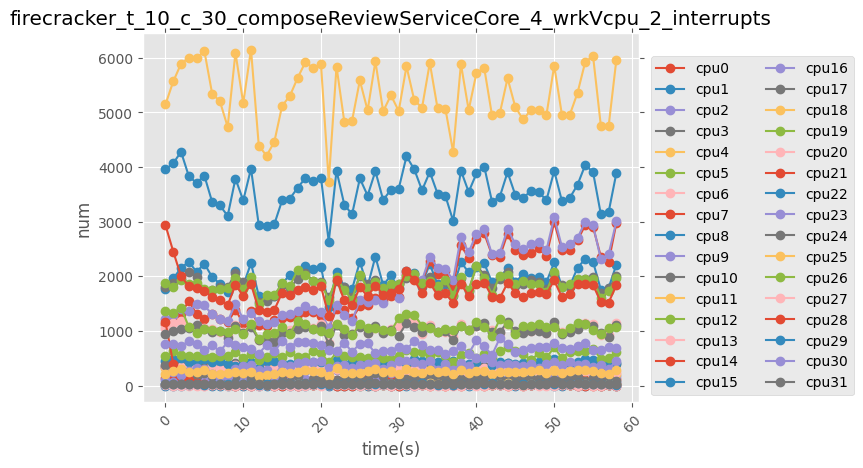 firecracker_t_10_c_30_composeReviewServiceCore_4_wrkVcpu_2_interrupts
6000
5000
4000
3000
2000
1000
0
num
0
10
20
30
40
50
60
time(s)
cpu0
cpu1
cpu2
cpu3
cpu4
cpu5
cpu6
cpu7
cpu8
cpu9
cpu10
cpu11
cpu12
cpu13
cpu14
cpu15
cpu16
cpu17
cpu18
cpu19
cpu20
cpu21
cpu22
cpu23
cpu24
cpu25
cpu26
cpu27
cpu28
cpu29
cpu30
cpu31